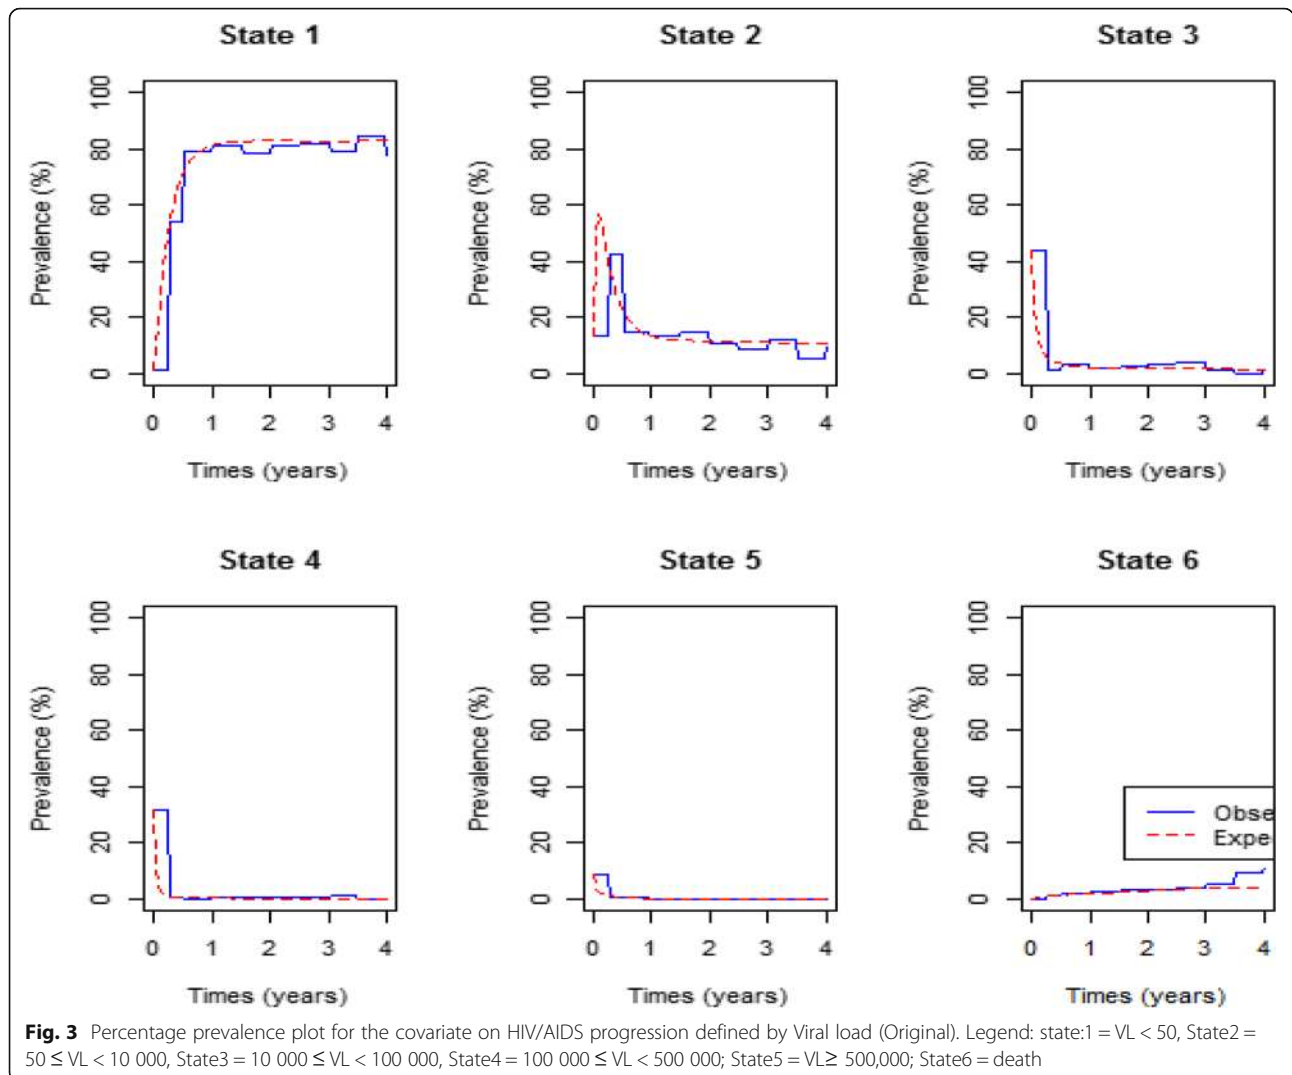 State 1
State 2
State 3
Prevalence (%)
0 20 40 60 80 100
0 1 2 3 4
Times (years)
Prevalence (%)
0 20 40 60 80 100
0 1 2 3 4
Times (years)
Prevalence (%)
0 20 40 60 80 100
0 1 2 3 4
Times (years)
State 4
State 5
State 6
Prevalence (%)
0 20 40 60 80 100
0 1 2 3 4
Times (years)
Prevalence (%)
0 20 40 60 80 100
0 1 2 3 4
Times (years)
Prevalence (%)
0 20 40 60 80 100
Obse
Expe
0 1 2 3 4
Times (years)
Fig. 3 Percentage prevalence plot for the covariate on HIV/AIDS progression defined by Viral load (Original). Legend: state:1 = VL < 50, State2 =
50 ≤ VL < 10 000, State3 = 10 000 ≤ VL < 100 000, State4 = 100 000 ≤ VL < 500 000; State5 = VL≥ 500,000; State6 = death